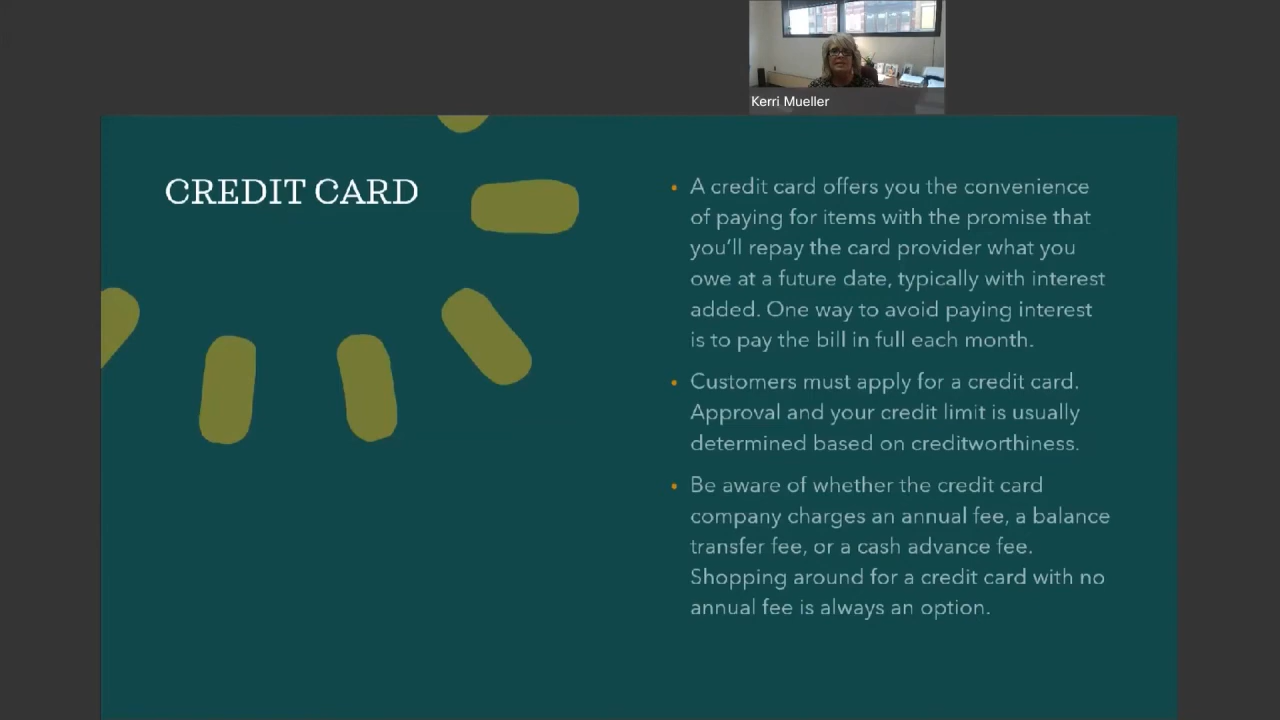 Kerri Mueller
CREDIT CARD
• A credit card offers you the convenience
of paying for items with the promise that
you'll repay the card provider what you
owe at a future date, typically with interest
added. One way to avoid paying interest
is to pay the bill in full each month.
• Customers must apply for a credit card.
Approval and your credit limit is usually
determined based on creditworthiness.
• Be aware of whether the credit card
company charges an annual fee, a balance
transfer fee, or a cash advance fee.
Shopping around for a credit card with no
annual fee is always an option.